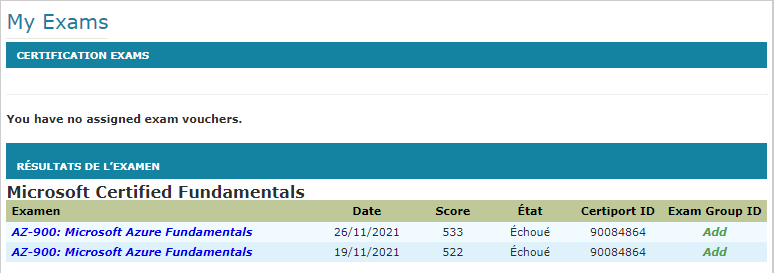 My Exams
CERTIFICATION EXAMS
You have no assigned exam vouchers.
RÉSULTATS DE L'EXAMEN
Microsoft Certified Fundamentals
Examen Date Score État Certiport ID Exam Group ID
AZ-900: Microsoft Azure Fundamentals 26/11/2021 533 Échoué 90084864 Add
AZ-900: Microsoft Azure Fundamentals 19/11/2021 522 Échoué 90084864 Add